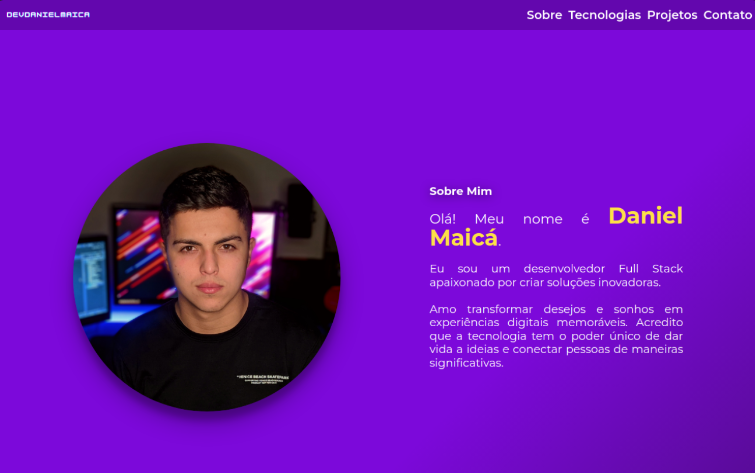 DEVDANIELMAICA
Sobre Tecnologias Projetos Contato
Sobre Mim
Olá! Meu nome é Daniel
Maicá.
Eu sou um desenvolvedor Full Stack
apaixonado por criar soluções inovadoras.
Amo transformar desejos e sonhos em
experiências digitais memoráveis. Acredito
que a tecnologia tem o poder único de dar
vida a ideias e conectar pessoas de maneiras
significativas.